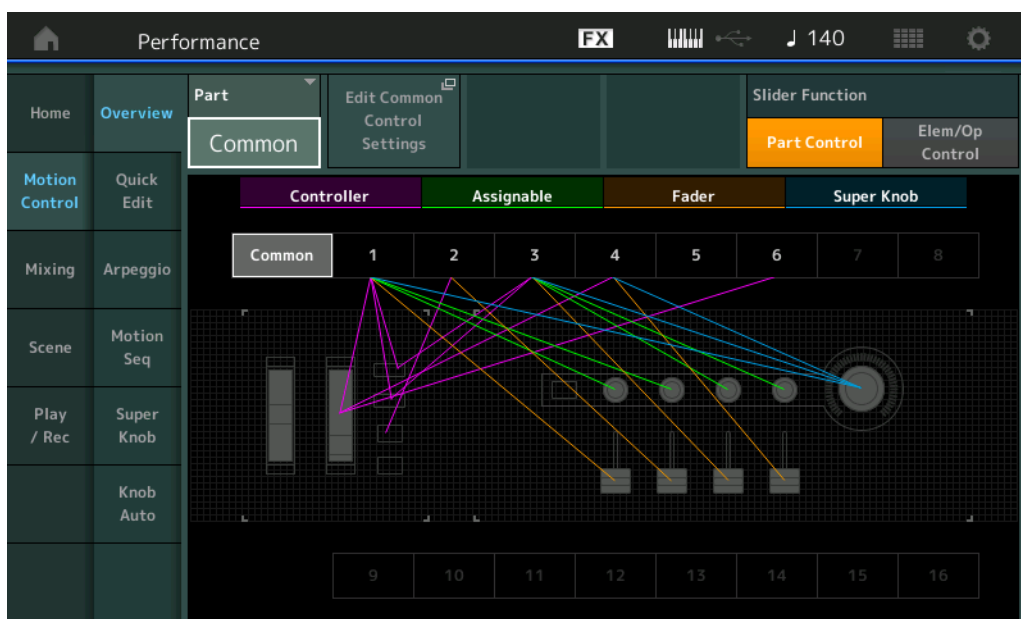 Performance
FX
♩ 140
Home
Overview
Part
Common
Edit Common
Control
Settings
Slider Function
Part Control
Elem/Op
Control
Motion
Control
Quick
Edit
Controller
Assignable
Fader
Super Knob
Common
1
2
3
4
5
6
7
8
Mixing
Arpeggio
Scene
Motion
Seq
Play
/ Rec
Super
Knob
Knob
Auto
9
10
11
12
13
14
15
16